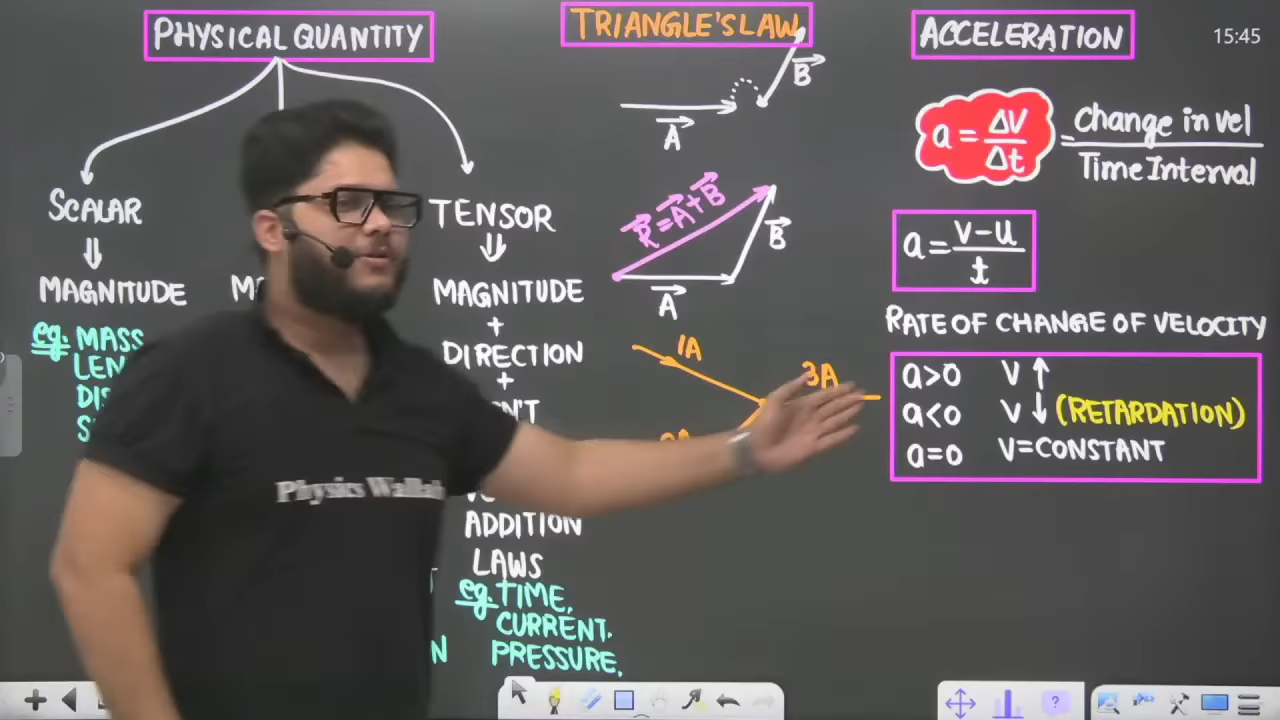 PHYSICAL QUANTITY
SCALAR
⇓
MAGNITUDE
eg. MASS
TENSOR
⇓
MAGNITUDE
+
DIRECTION
+
ADDITION
LAWS
eg. TIME,
CURRENT.
PRESSURE,
TRIANGLE'S LAW
A⃗
B⃗
R⃗=A⃗+B⃗
B⃗
A⃗
1A
3A
ACCELERATION
15:45
a = ΔV/Δt = change in vel/Time Interval
a = v-u/t
RATE OF CHANGE OF VELOCITY
a>0 V↑
a<0 V↓ (RETARDATION)
a=0 V=CONSTANT
Physics Wallah